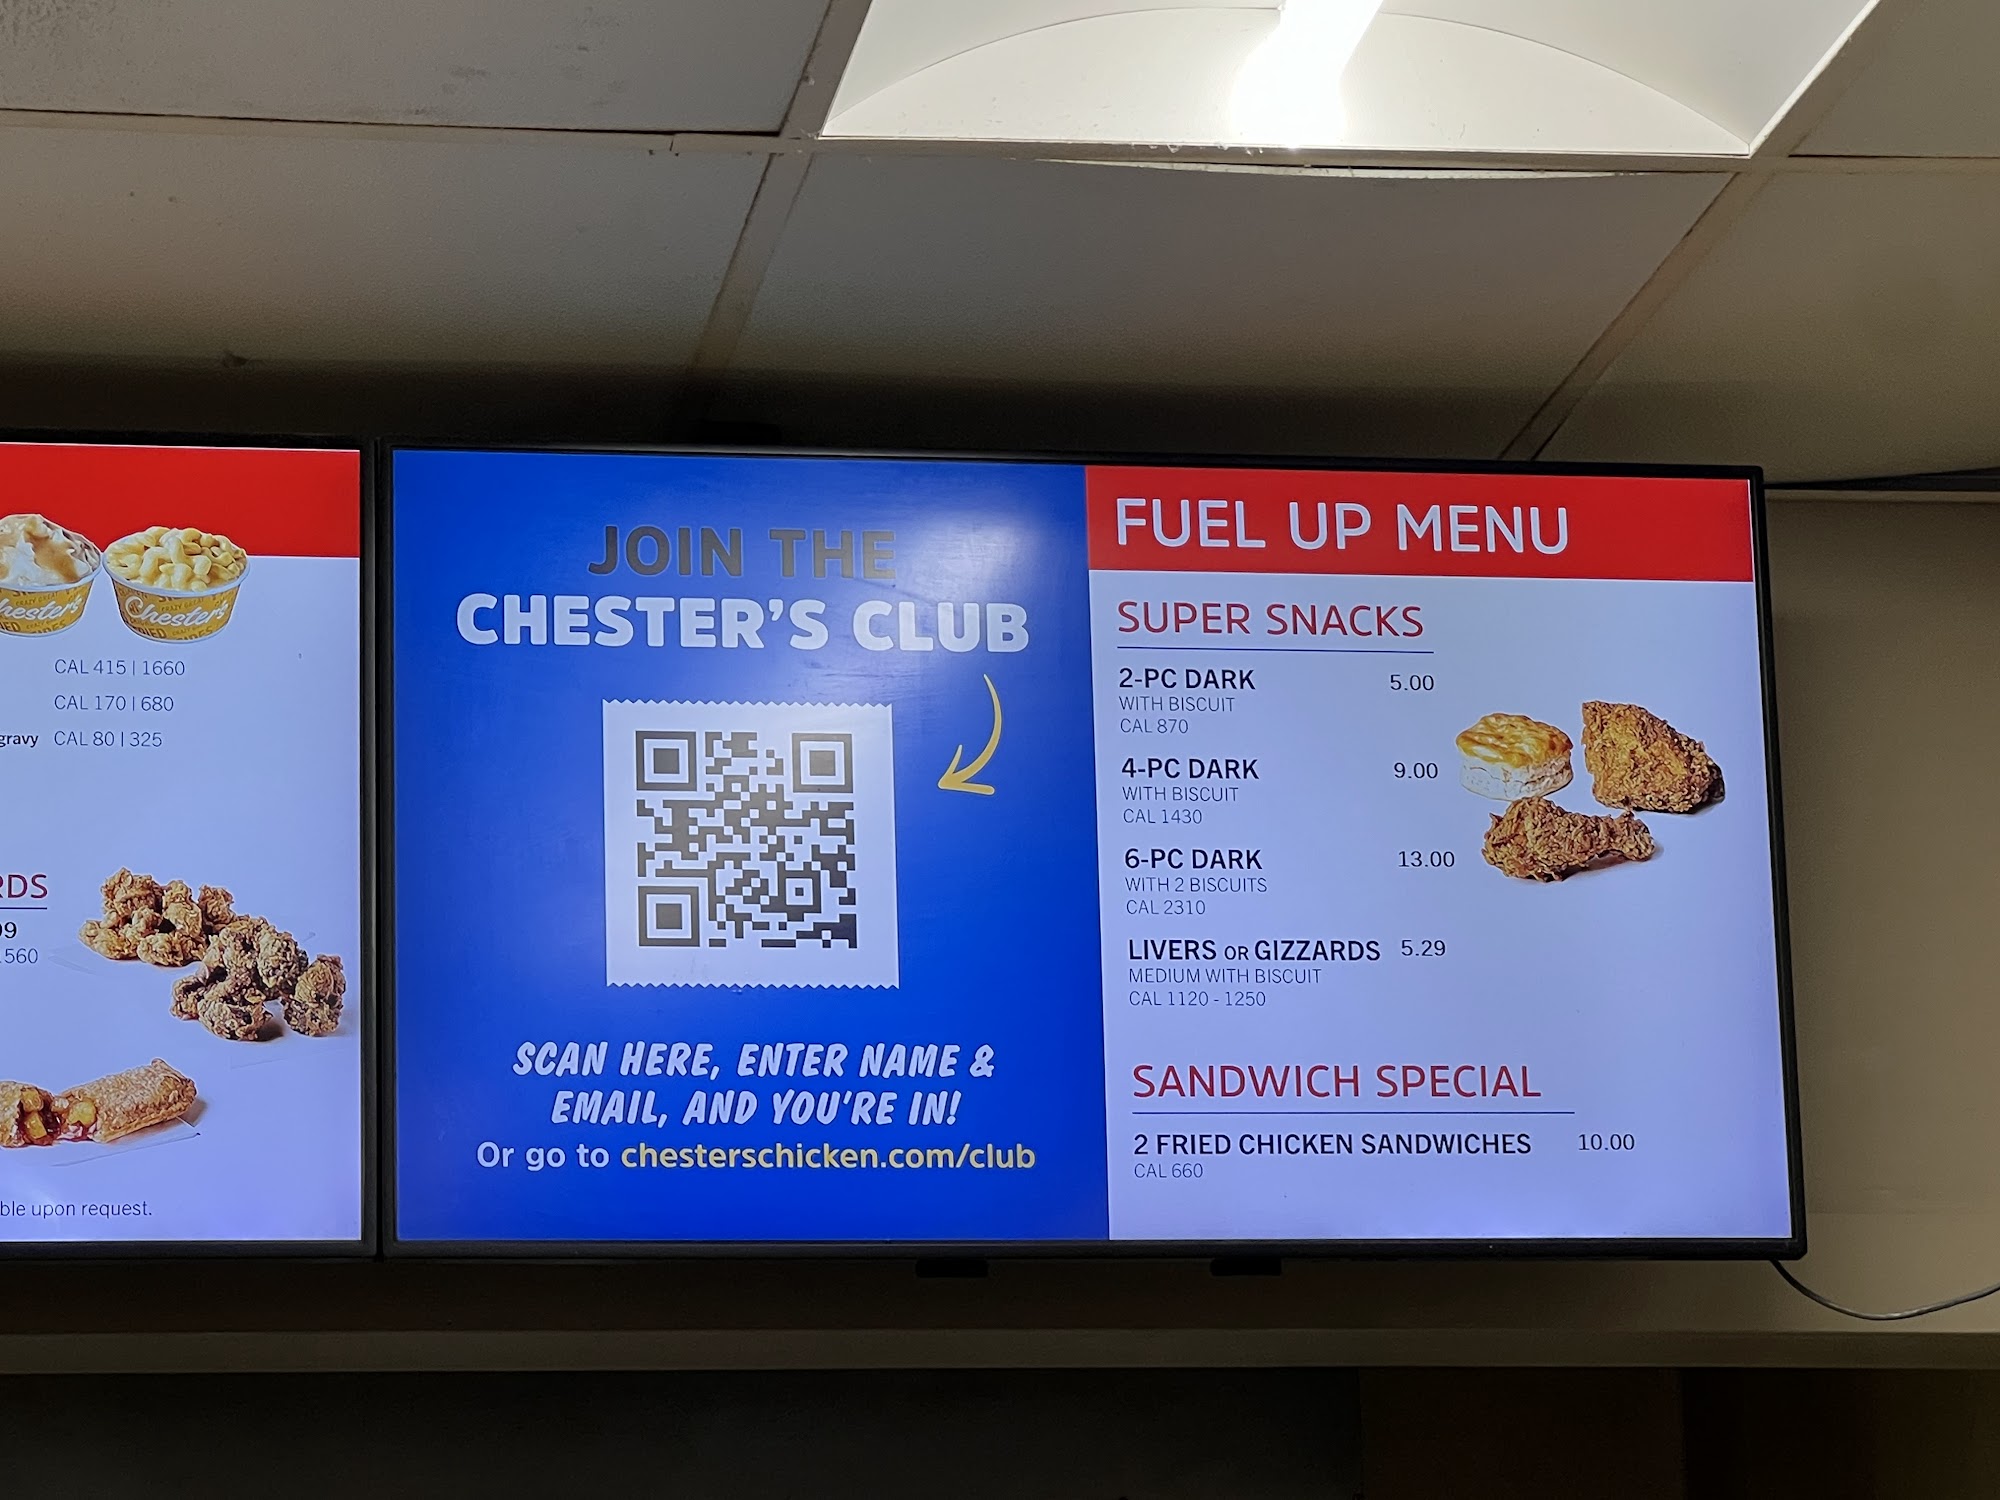 Chester's
Chester's
CAL 415 | 1660
CAL 170 | 680
gravy CAL 80 | 325
RDS
99
560
ble upon request.
JOIN THE
CHESTER'S CLUB
SCAN HERE, ENTER NAME &
EMAIL, AND YOU'RE IN!
Or go to chesterschicken.com/club
FUEL UP MENU
SUPER SNACKS
2-PC DARK 5.00
WITH BISCUIT
CAL 870
4-PC DARK 9.00
WITH BISCUIT
CAL 1430
6-PC DARK 13.00
WITH 2 BISCUITS
CAL 2310
LIVERS OR GIZZARDS 5.29
MEDIUM WITH BISCUIT
CAL 1120 - 1250
SANDWICH SPECIAL
2 FRIED CHICKEN SANDWICHES 10.00
CAL 660